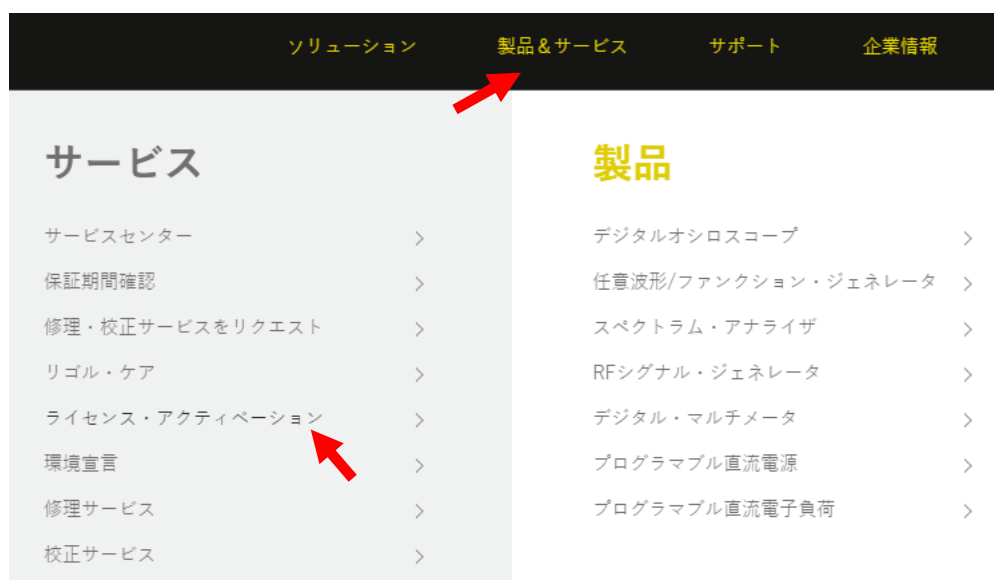 ソリューション 製品＆サービス サポート 企業情報
サービス
サービスセンター
保証期間確認
修理・校正サービスをリクエスト
リゴル・ケア
ライセンス・アクティベーション
環境宣言
修理サービス
校正サービス
製品
デジタルオシロスコープ
任意波形/ファンクション・ジェネレータ
スペクトラム・アナライザ
RFシグナル・ジェネレータ
デジタル・マルチメータ
プログラマブル直流電源
プログラマブル直流電子負荷